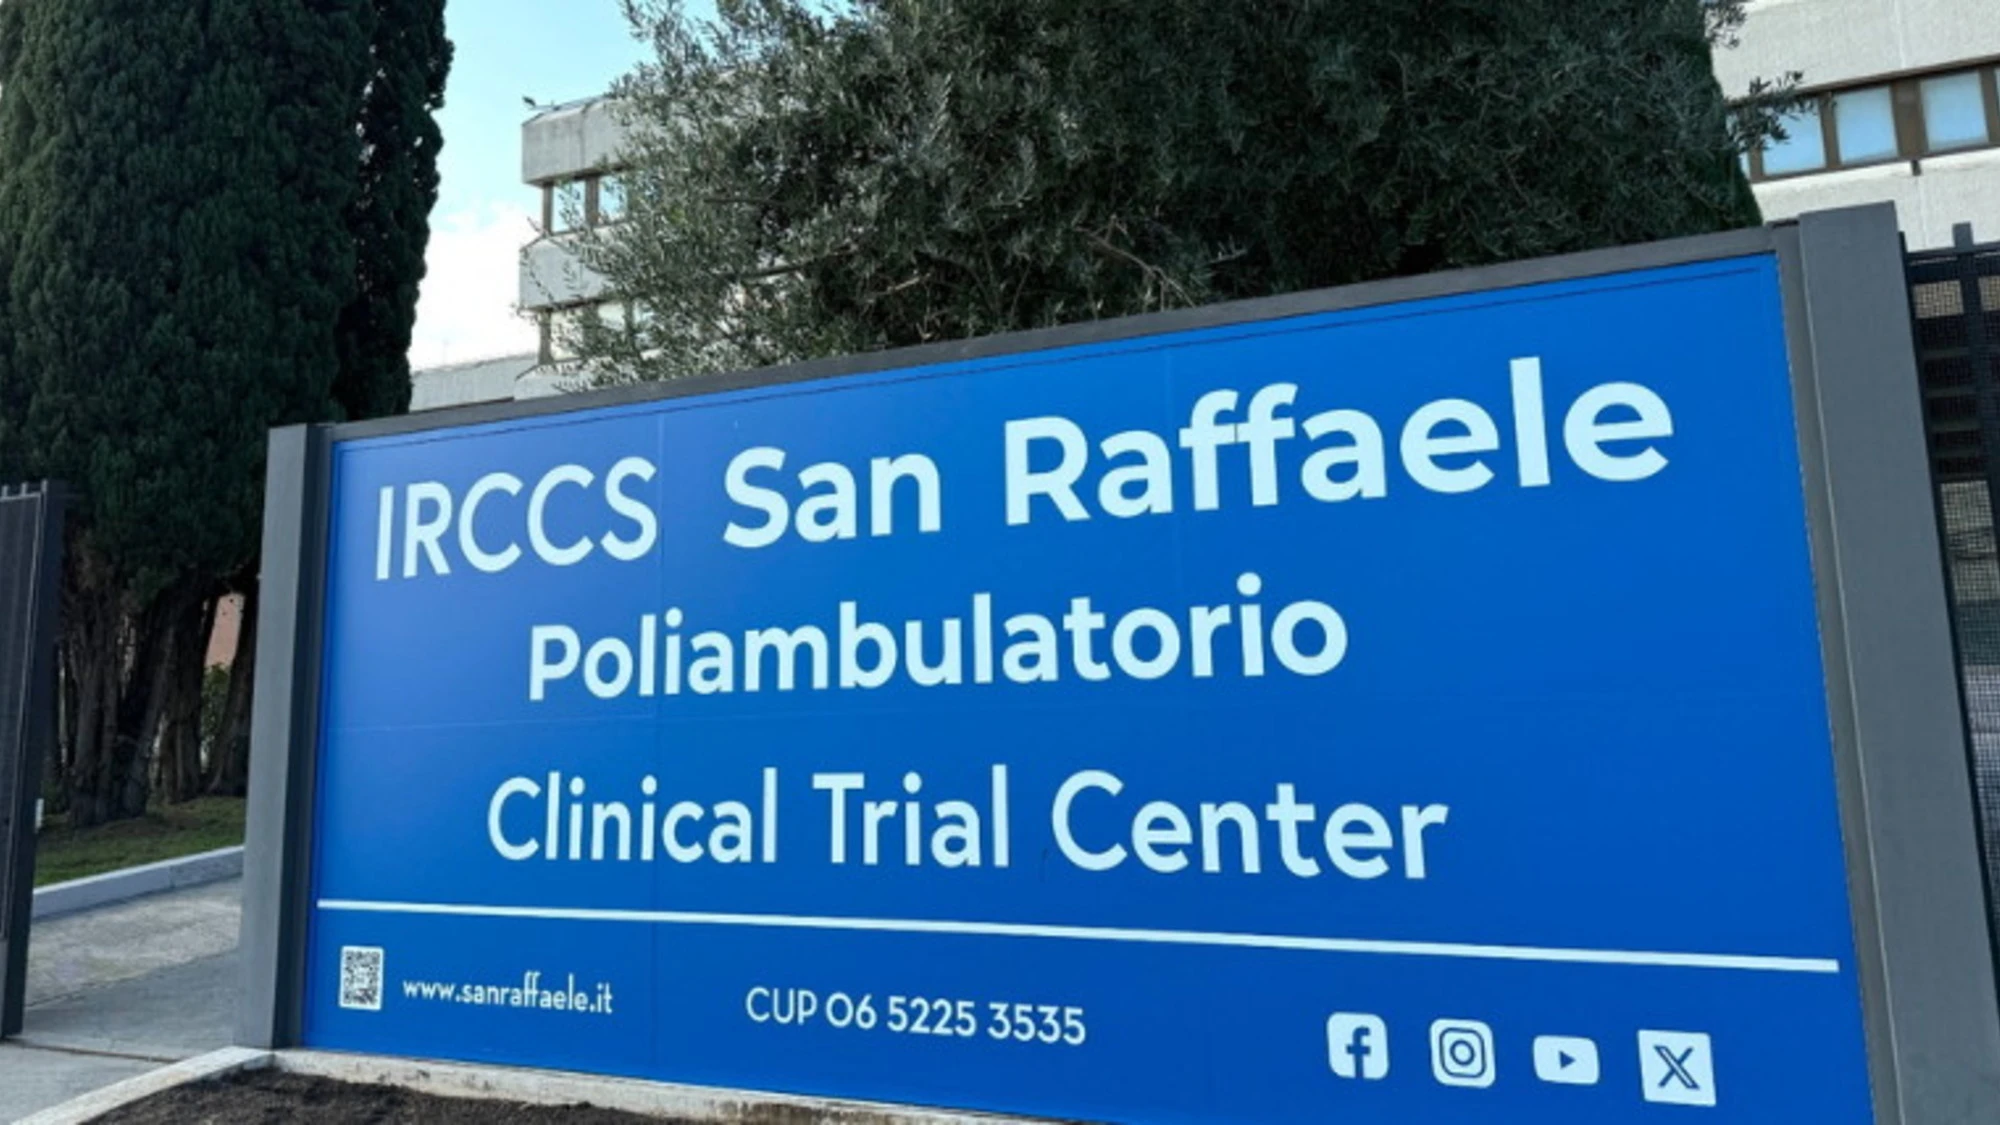 IRCCS San Raffaele
Poliambulatorio
Clinical Trial Center
www.sanraffaele.it
CUP 06 5225 3535